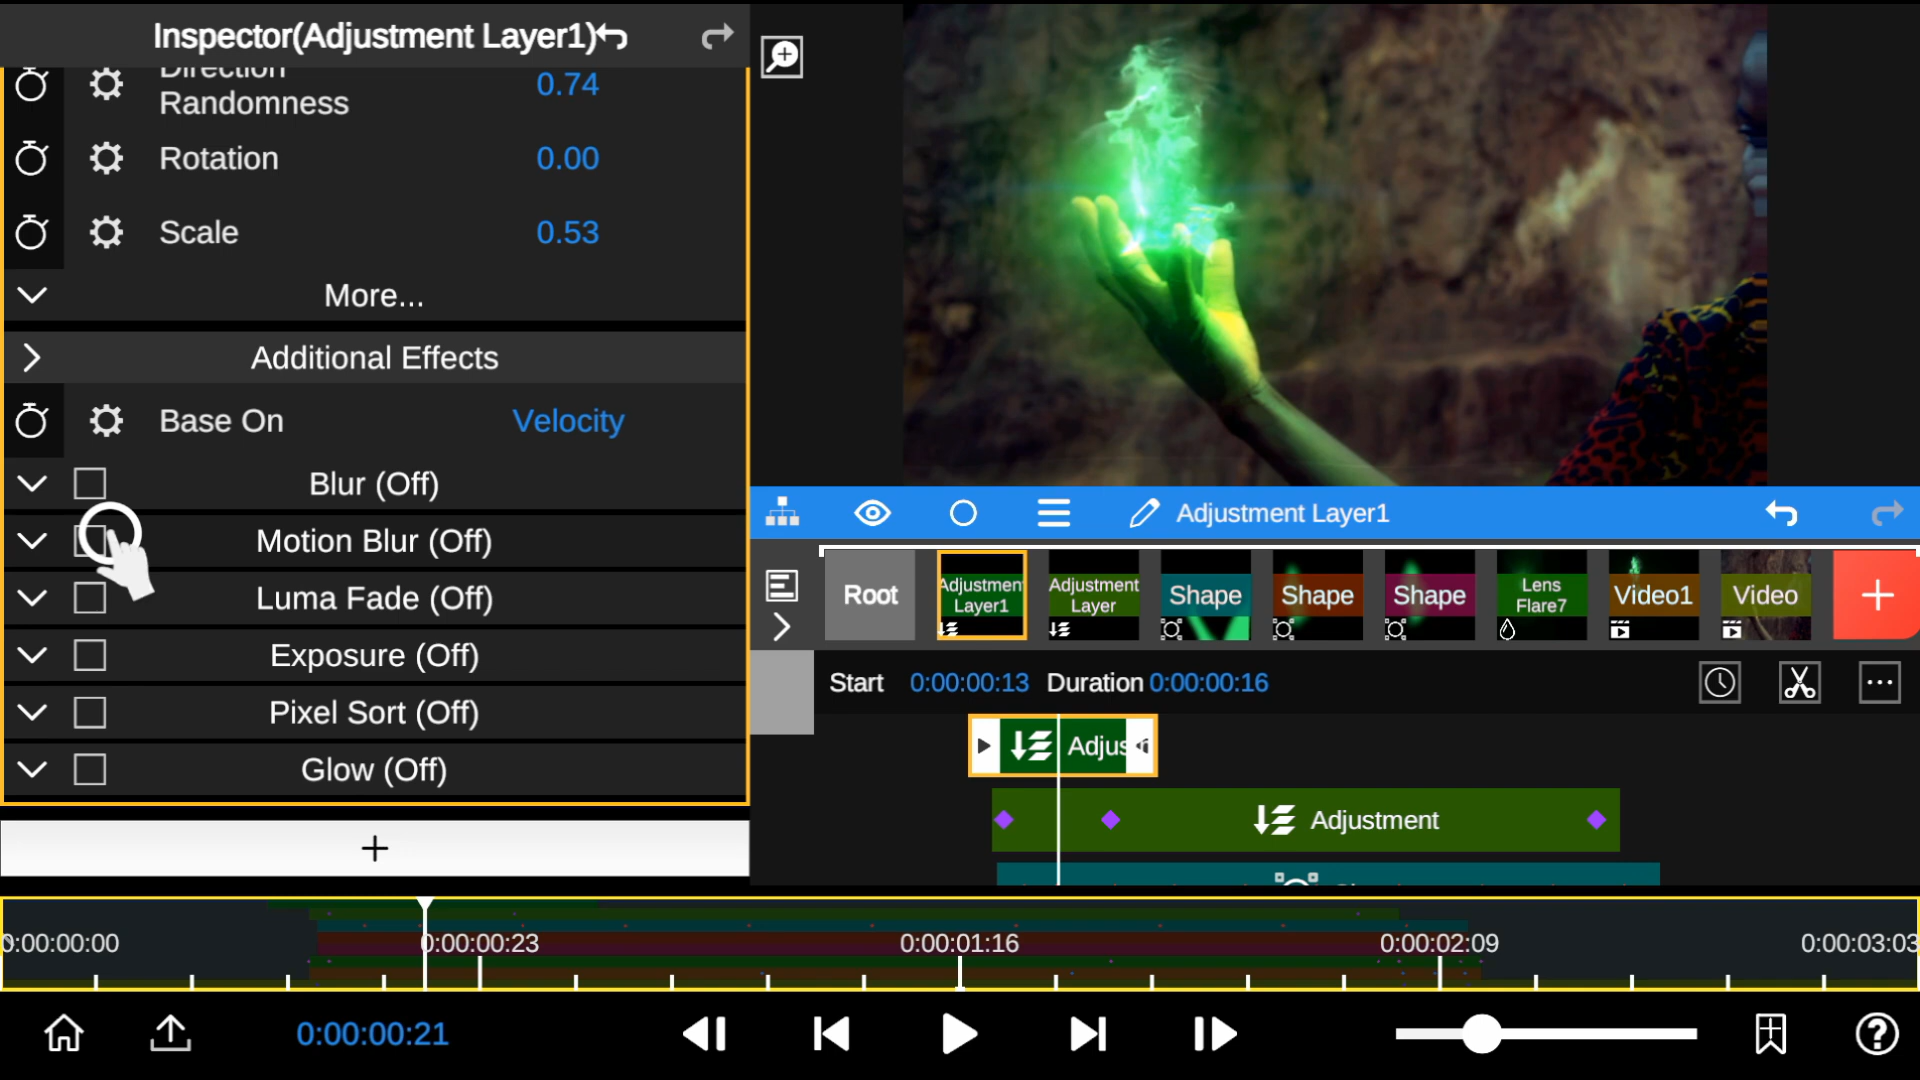 Inspector(Adjustment Layer1)
Direction
Randomness
0.74
Rotation
0.00
Scale
0.53
More...
Additional Effects
Base On
Velocity
Blur (Off)
Motion Blur (Off)
Luma Fade (Off)
Exposure (Off)
Pixel Sort (Off)
Glow (Off)
+
Adjustment Layer1
Root
Adjustmen
Layer1
Adjustment
Layer
Shape
Shape
Shape
Lens
Flare7
Video1
Video
+
Start 0:00:00:13 Duration 0:00:00:16
Adjus
Adjustment
0:00:00:00
0:00:00:23
0:00:01:16
0:00:02:09
0:00:03:03
0:00:00:21